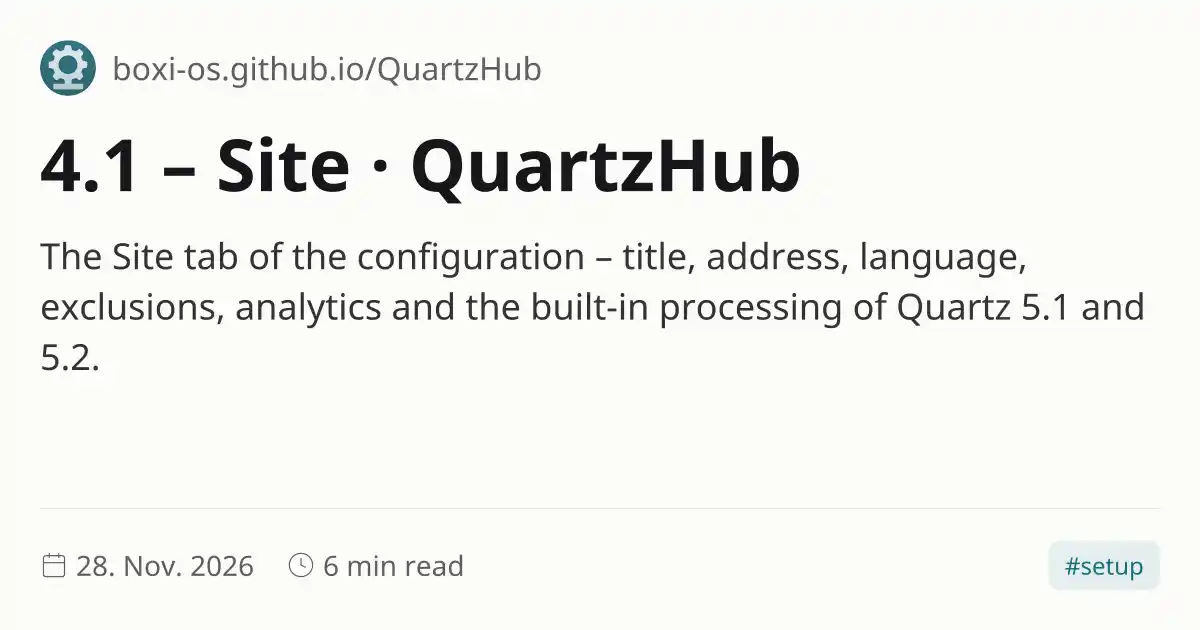 boxi-os.github.io/QuartzHub
4.1 – Site · QuartzHub
The Site tab of the configuration – title, address, language,
exclusions, analytics and the built-in processing of Quartz 5.1 and
5.2.
28. Nov. 2026
6 min read
#setup